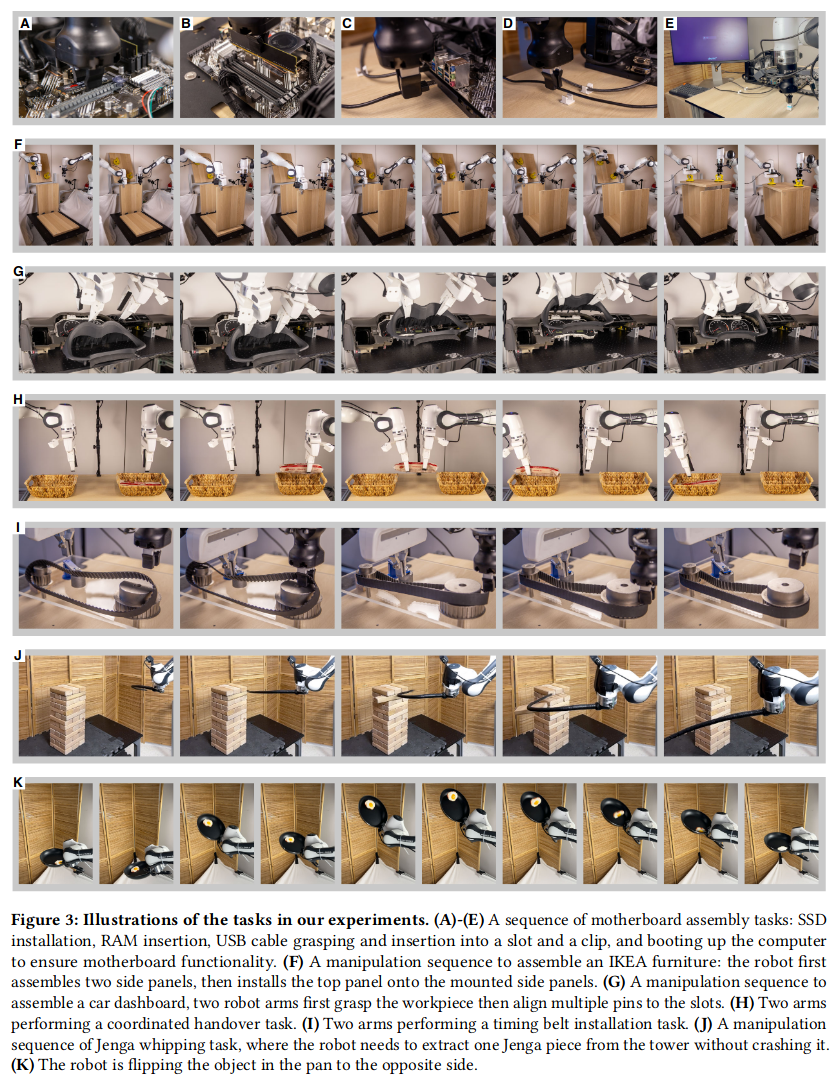 A
B
C
D
E
F
G
H
I
J
K
Figure 3: Illustrations of the tasks in our experiments. (A)-(E) A sequence of motherboard assembly tasks: SSD
installation, RAM insertion, USB cable grasping and insertion into a slot and a clip, and booting up the computer
to ensure motherboard functionality. (F) A manipulation sequence to assemble an IKEA furniture: the robot first
assembles two side panels, then installs the top panel onto the mounted side panels. (G) A manipulation sequence to
assemble a car dashboard, two robot arms first grasp the workpiece then align multiple pins to the slots. (H) Two arms
performing a coordinated handover task. (I) Two arms performing a timing belt installation task. (J) A manipulation
sequence of Jenga whipping task, where the robot needs to extract one Jenga piece from the tower without crashing it.
(K) The robot is flipping the object in the pan to the opposite side.